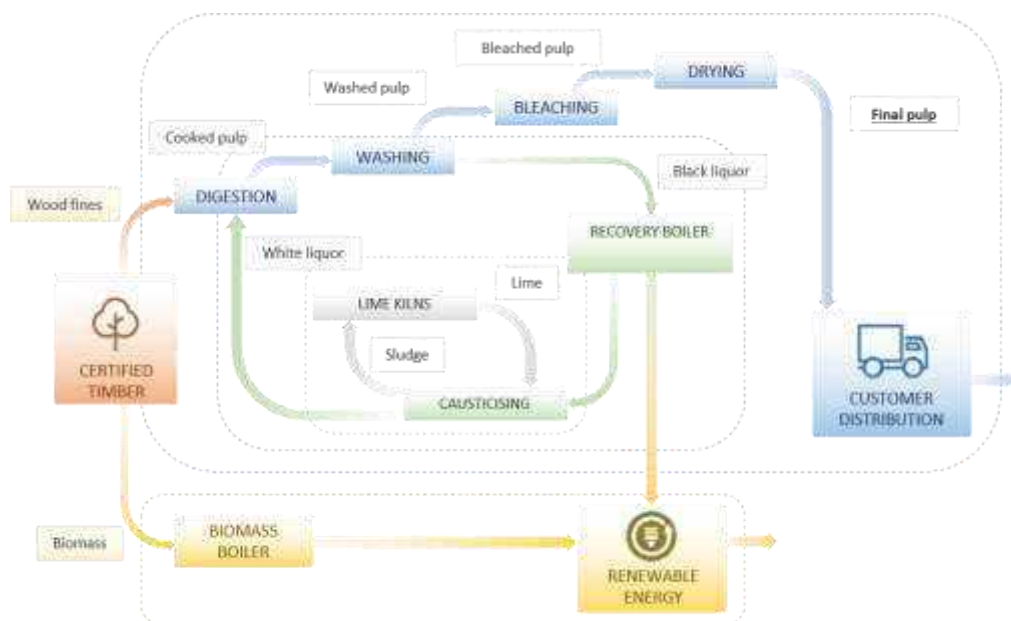 Bleached pulp
DRYING
Washed pulp
BLEACHING
Final pulp
Cooked pulp
WASHING
Black liquor
DIGESTION
Wood fines
RECOVERY BOILER
White liquor
Lime
LIME KILNS
Sludge
CERTIFIED
TIMBER
CAUSTICISING
CUSTOMER
DISTRIBUTION
Biomass
BIOMASS
BOILER
RENEWABLE
ENERGY